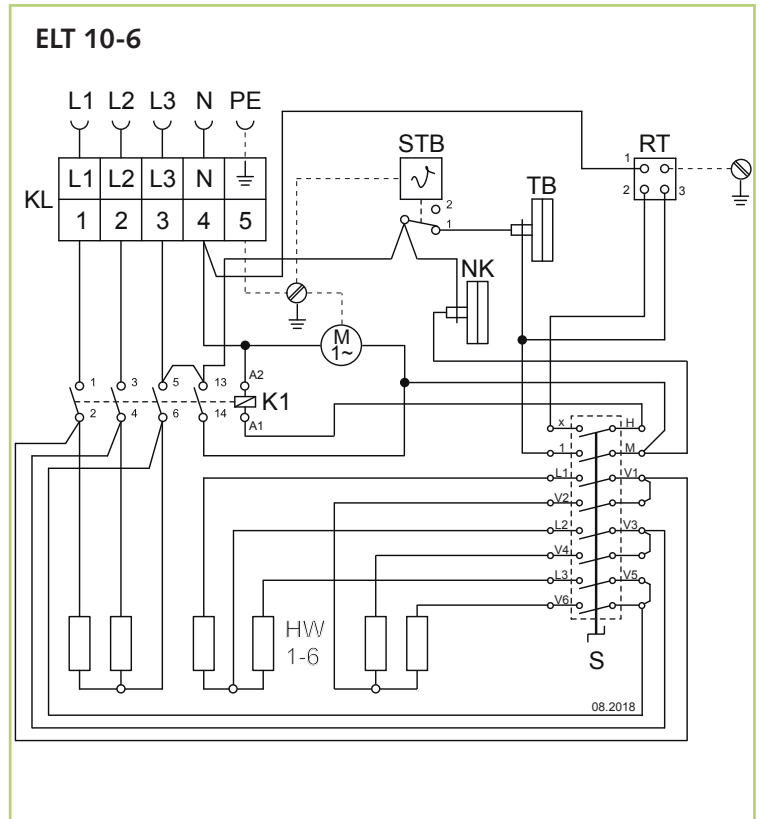 ELT 10-6
L1 L2 L3 N PE
STB
RT
KL
L1 L2 L3 N
1 2 3 4 5
1
2 3
2
1
TB
NK
M
1~
1 3 5 13 A2
K1
2 4 6 14 A1
x H
1 M
L1 V1
V2
L2 V3
V4
L3 V5
V6
HW
1-6
S
08.2018